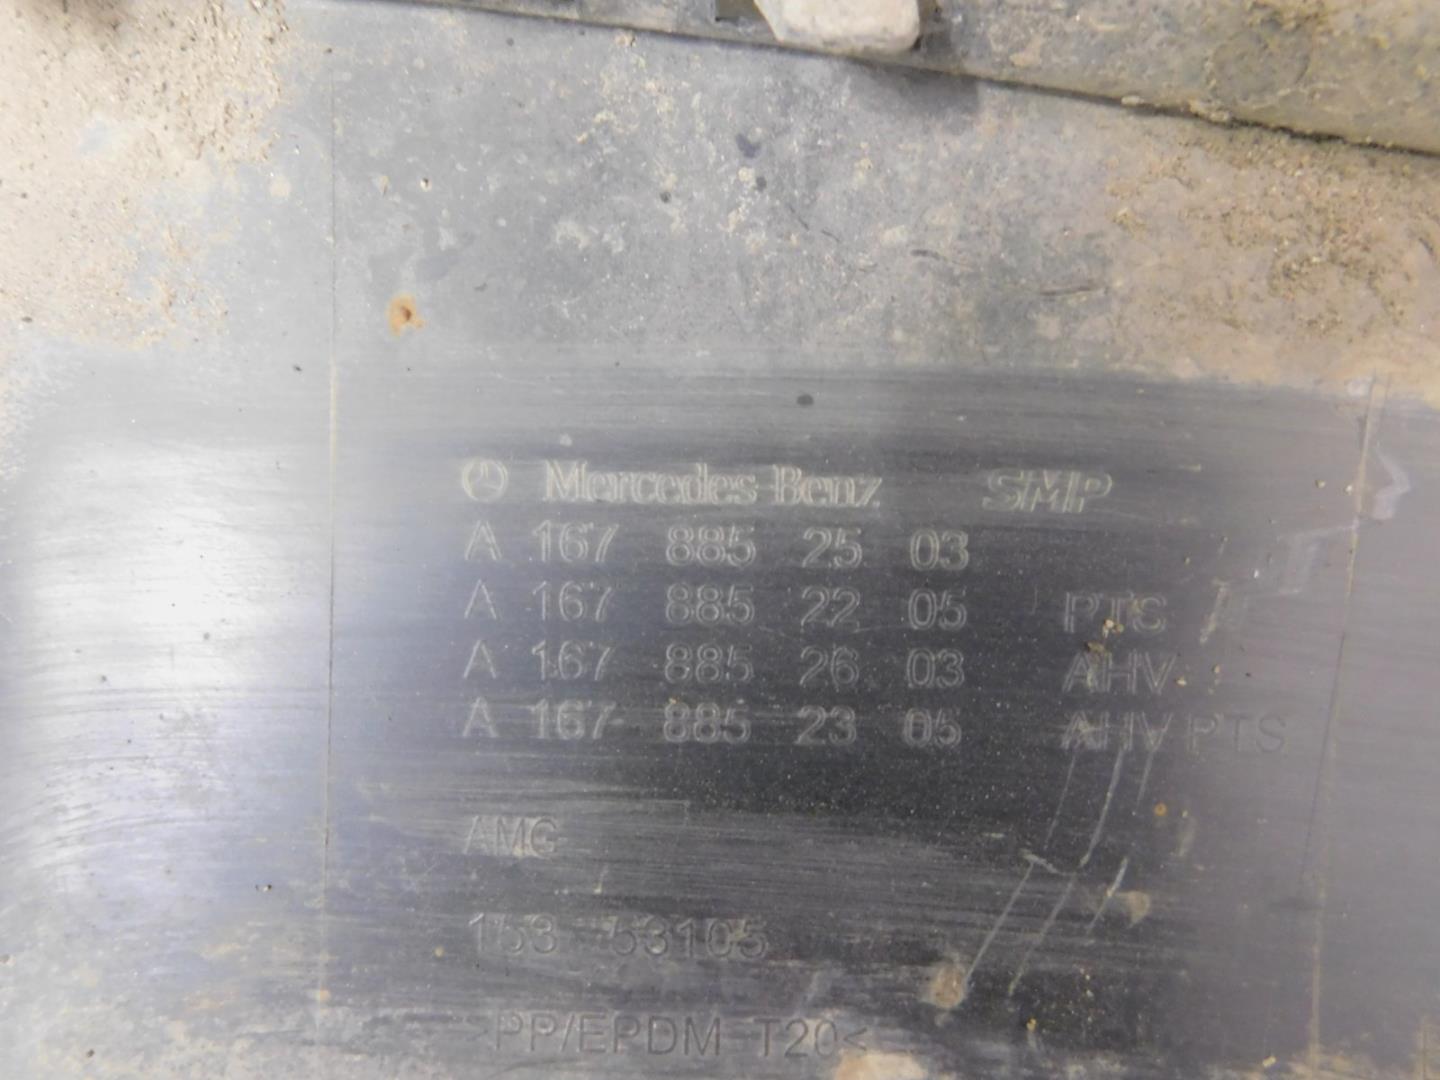 Mercedes-Benz SMP
A 167 885 25 03
A 167 885 22 05 PTS
A 167 885 26 03 AHV
A 167 885 23 05 AHV PTS
AMG
153 53105
>PP/EPDM T20<